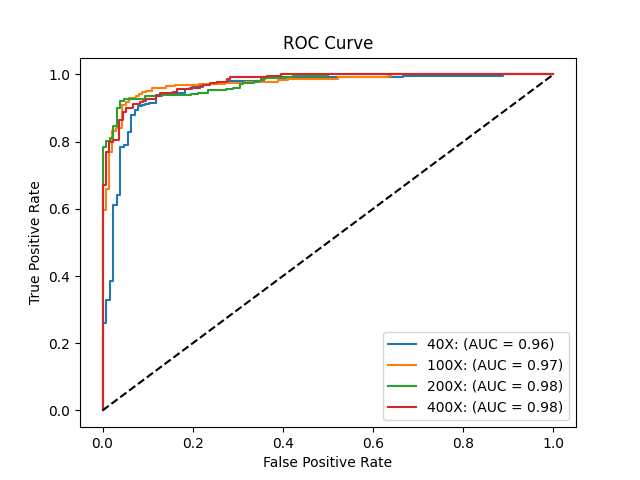 ROC Curve
True Positive Rate
1.0
0.8
0.6
0.4
0.2
0.0
40X: (AUC = 0.96)
100X: (AUC = 0.97)
200X: (AUC = 0.98)
400X: (AUC = 0.98)
0.0 0.2 0.4 0.6 0.8 1.0
False Positive Rate